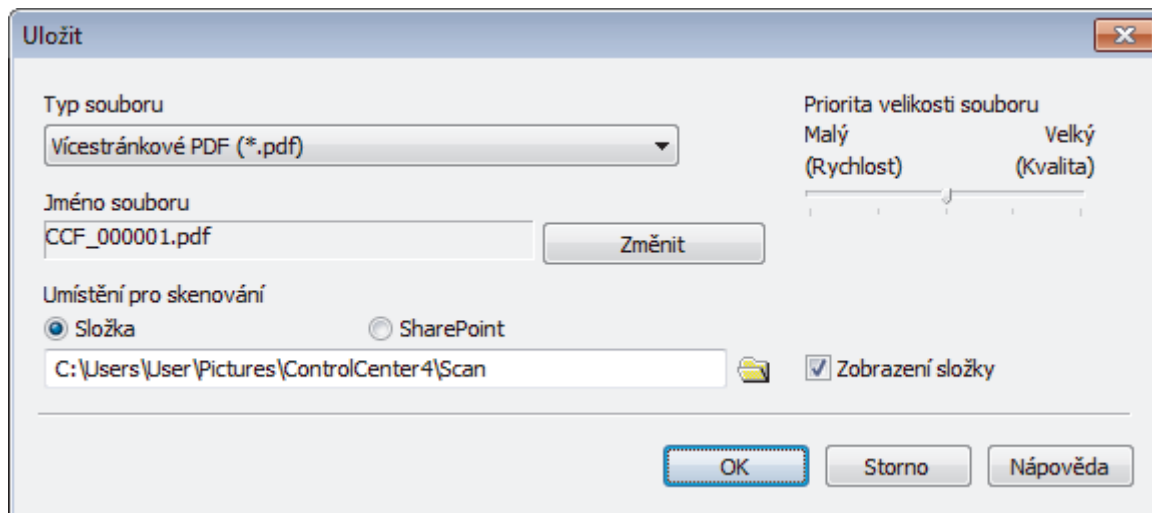 Uložit
Typ souboru
Vícestránkové PDF (*.pdf)
Jméno souboru
CCF_000001.pdf
Změnit
Priorita velikosti souboru
Malý Velký
(Rychlost) (Kvalita)
Umístění pro skenování
Složka SharePoint
C:\Users\User\Pictures\ControlCenter4\Scan
Zobrazení složky
OK Storno Nápověda